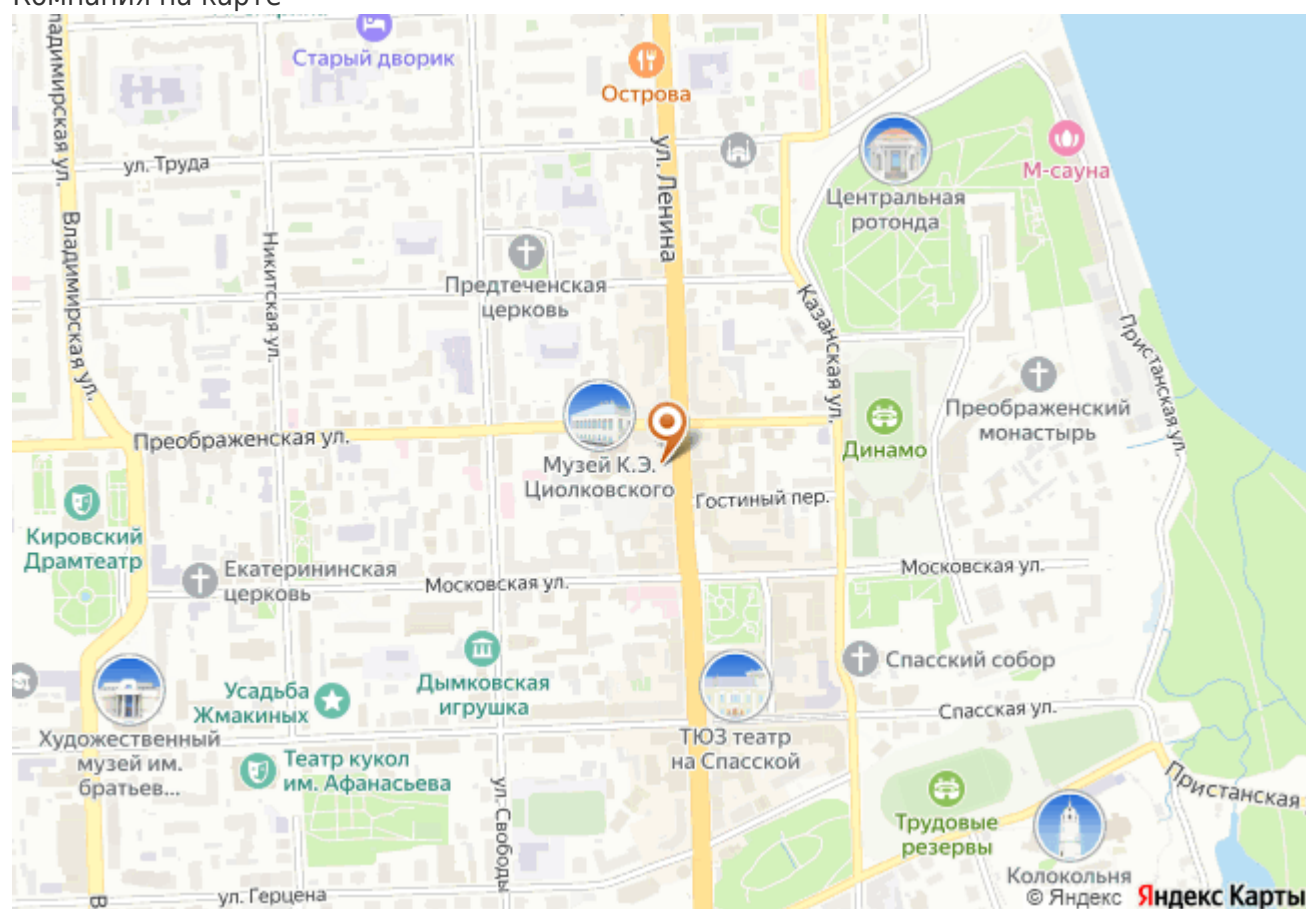 Компания на карте
Старый дворик
Острова
ул. Труда
ул. Ленина
М-сауна
Центральная
ротонда
Владимирская ул.
Владимирская ул.
Никитская ул.
Предтеченская
церковь
Казанская ул.
Пристанская ул.
Преображенский
монастырь
Преображенская ул.
Динамо
Музей К.Э.
Циолковского
Гостиный пер.
Кировский
Драмтеатр
Екатерининская
церковь
Московская ул.
Московская ул.
Спасский собор
Усадьба
Жмакиных
Дымковская
игрушка
Спасская ул.
Художественный
музей им.
братьев...
Театр кукол
им. Афанасьева
ТЮЗ театр
на Спасской
ул. Свободы
Пристанская
Трудовые
резервы
Колокольня
ул. Герцена
В
© Яндекс Яндекс Карты